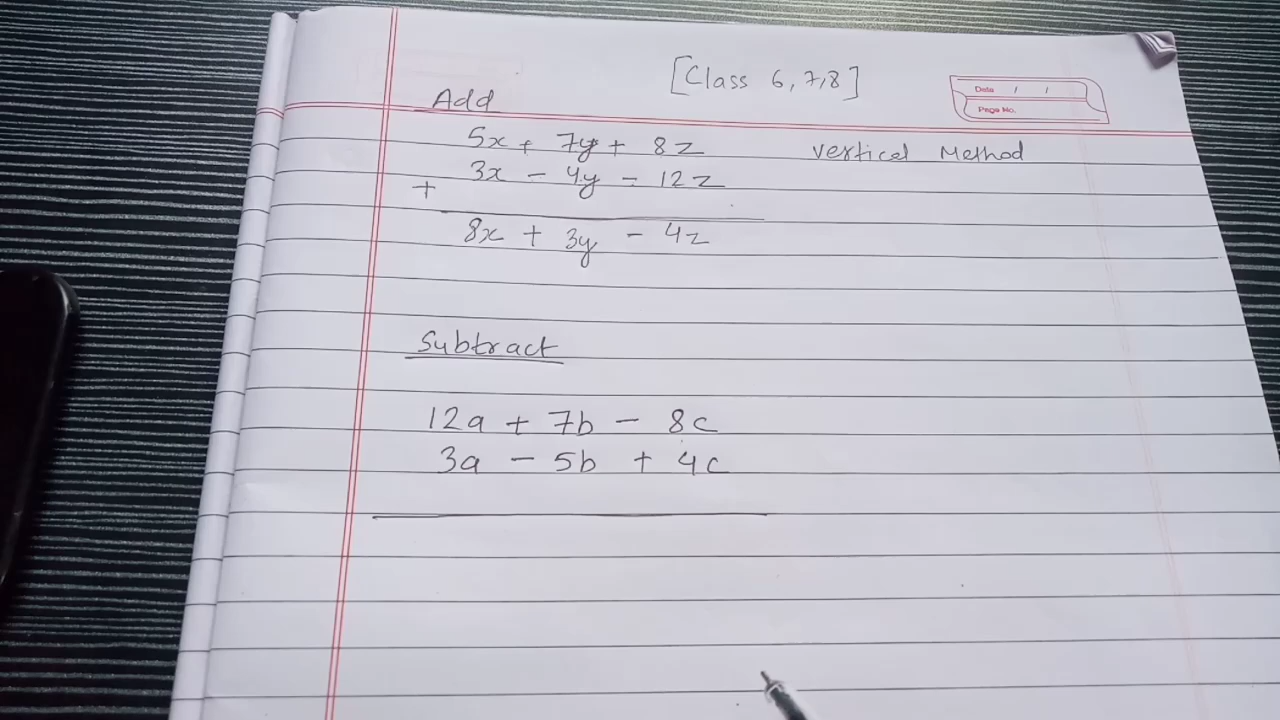 [Class 6,7,8]
Date / /
Page No.
Add
5x + 7y + 8z vertical Method
3x - 4y - 12z
+
8x + 3y - 4z
Subtract
12a + 7b - 8c
3a - 5b + 4c